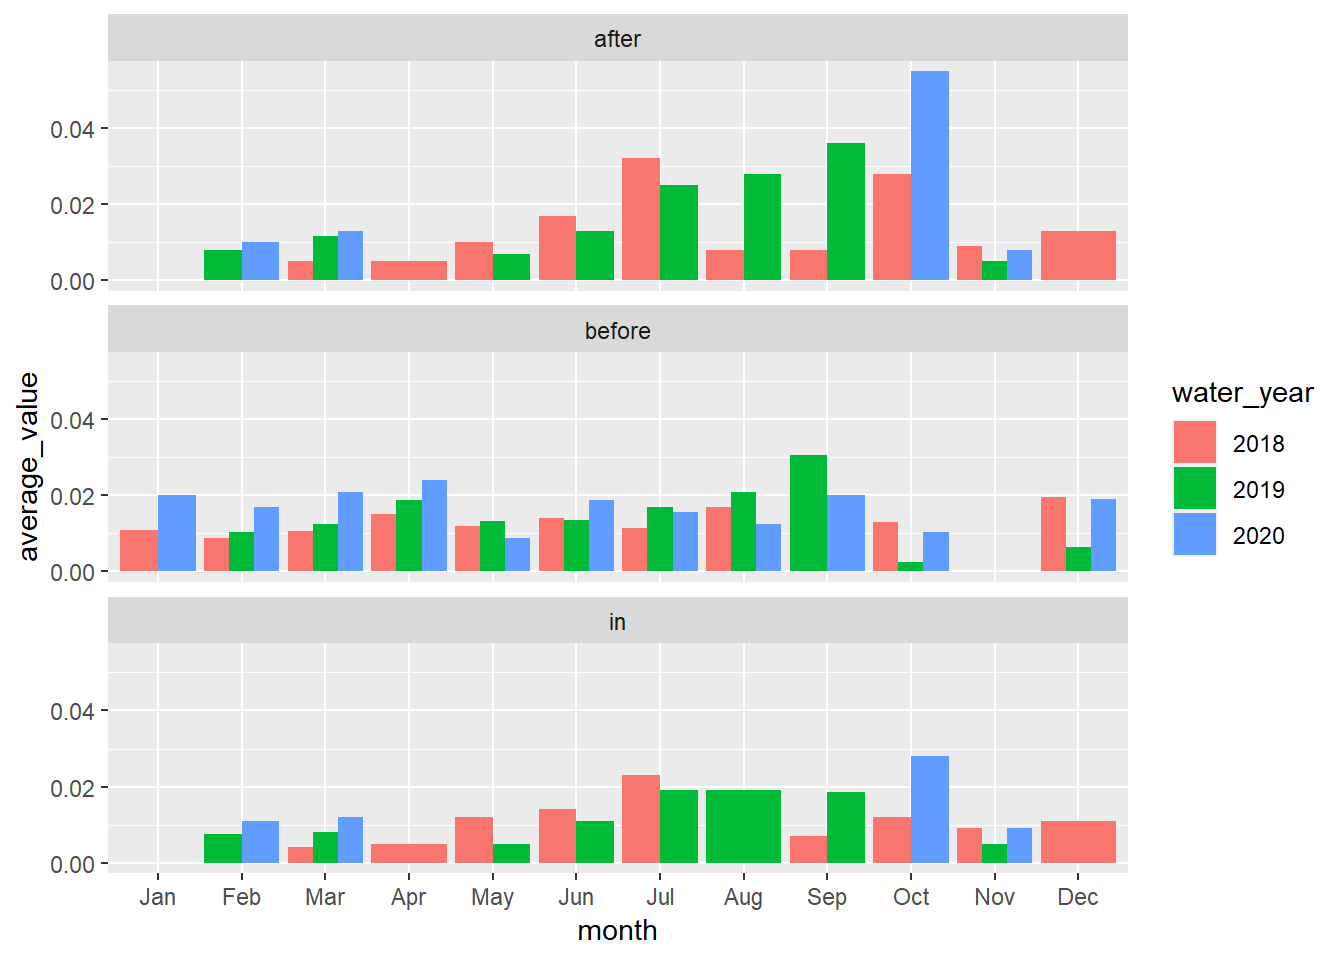 after
0.04
0.02
0.00
before
0.04
0.02
0.00
in
0.04
0.02
0.00
Jan Feb Mar Apr May Jun Jul Aug Sep Oct Nov Dec
month
average_value
water_year
2018
2019
2020